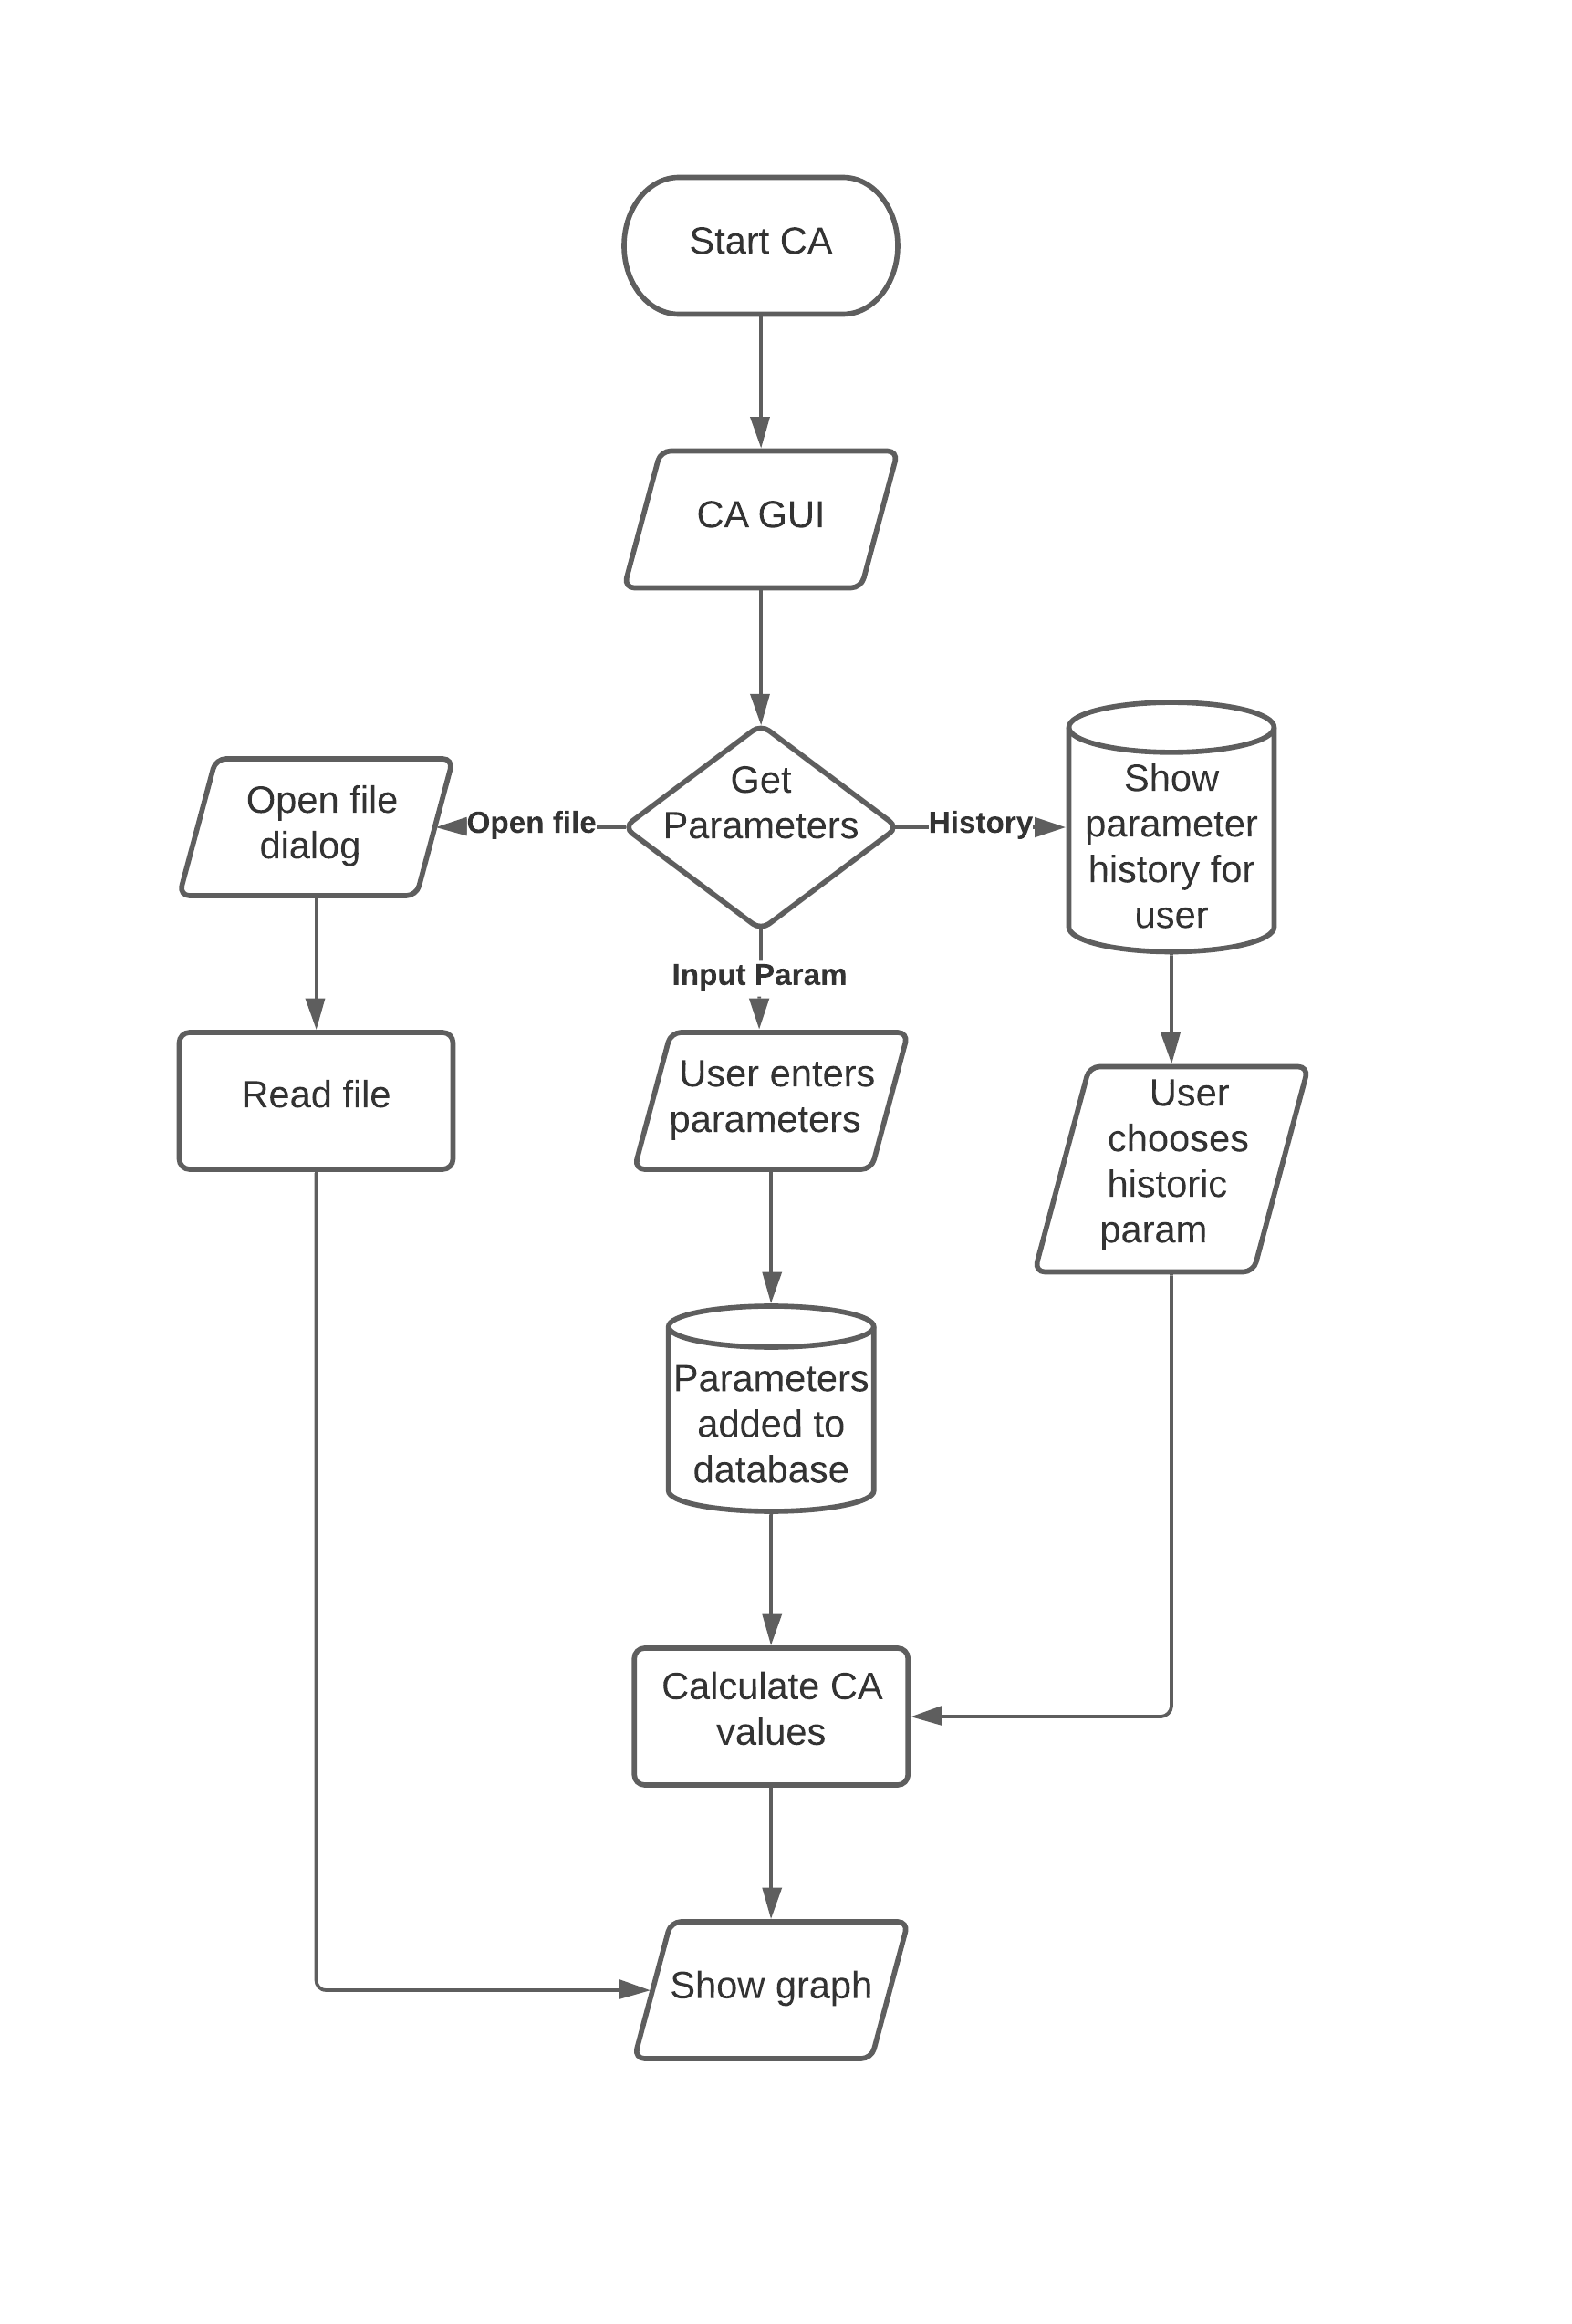 Start CA
CA GUI
Get
Parameters
Open file
History
Input Param
Open file
dialog
Read file
Show
parameter
history for
user
User enters
parameters
User
chooses
historic
param
Parameters
added to
database
Calculate CA
values
Show graph